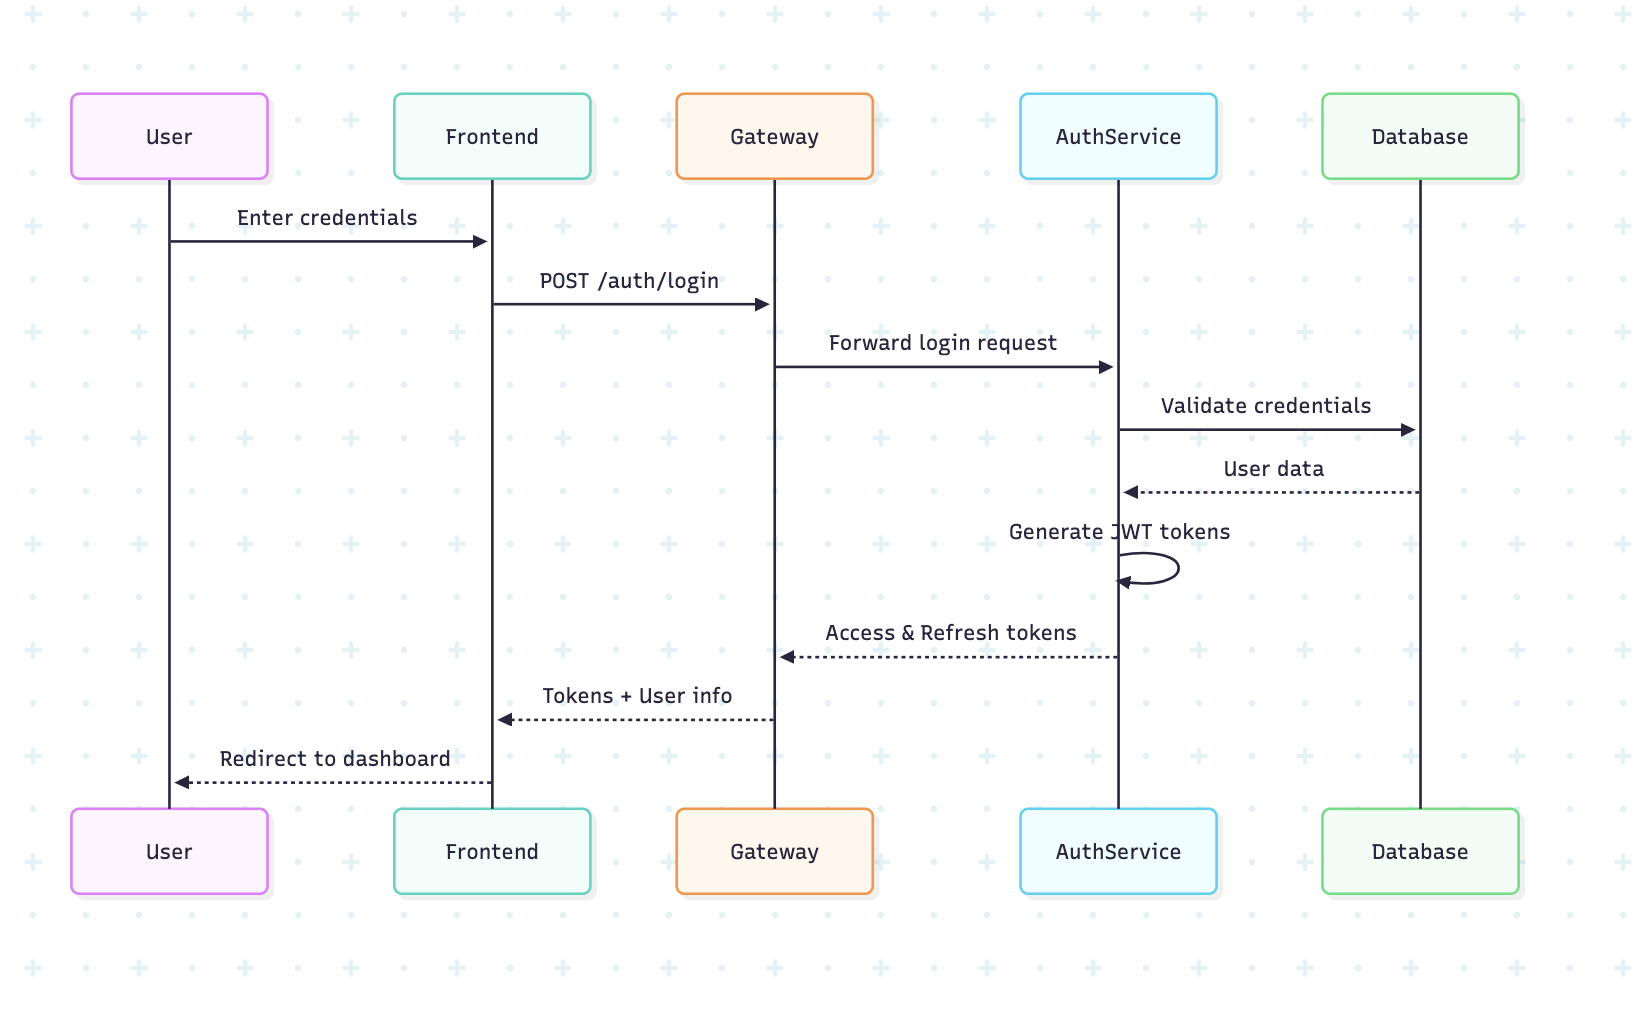 User
Frontend
Gateway
AuthService
Database
Enter credentials
POST /auth/login
Forward login request
Validate credentials
User data
Generate JWT tokens
Access & Refresh tokens
Tokens + User info
Redirect to dashboard
User
Frontend
Gateway
AuthService
Database